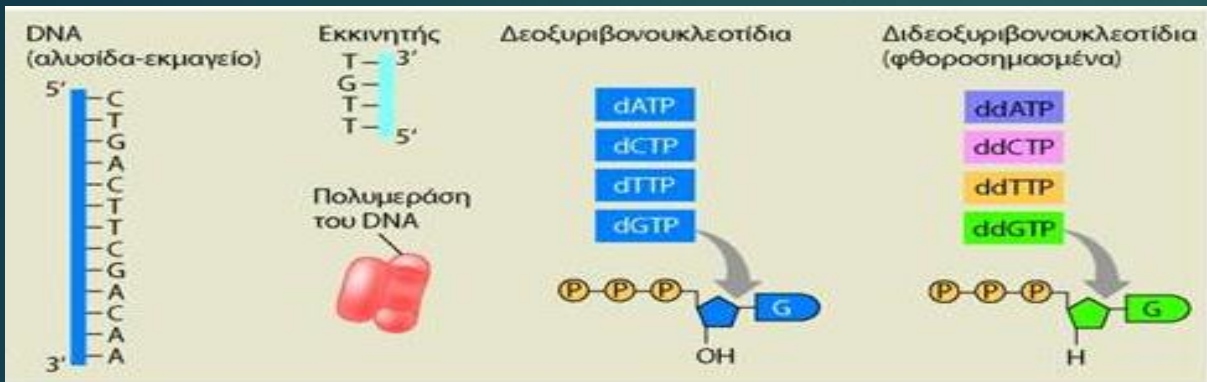 DNA
(αλυσίδα-εκμαγείο)
5′
C
T
G
A
C
T
T
C
G
A
C
A
A
3′
Εκκινητής
T 3′
G
T
T 5′
Πολυμεράση
του DNA
Δεοξυριβονουκλεοτίδια
dATP
dCTP
dTTP
dGTP
P P P G
OH
Διδεοξυριβονουκλεοτίδια
(φθοροσημασμένα)
ddATP
ddCTP
ddTTP
ddGTP
P P P G
H